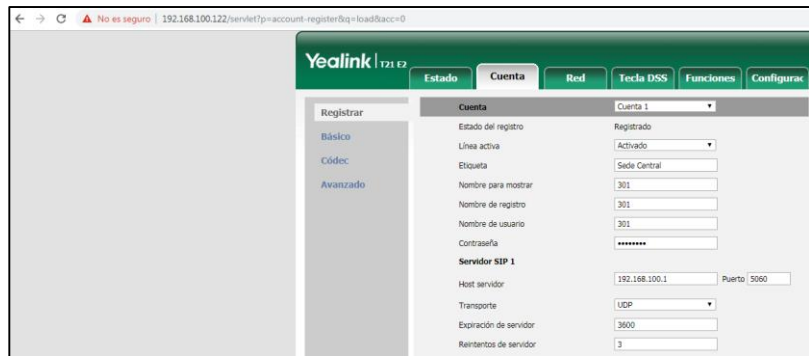 No es seguro | 192.168.100.122/servlet?p=account-register&q=load&acc=0
Yealink | T21 E2
Estado Cuenta Red Tecla DSS Funciones Configurac
Registrar
Básico
Códec
Avanzado
Cuenta Cuenta 1
Estado del registro Registrado
Línea activa Activado
Etiqueta Sede Central
Nombre para mostrar 301
Nombre de registro 301
Nombre de usuario 301
Contraseña ••••••••
Servidor SIP 1
Host servidor 192.168.100.1 Puerto 5060
Transporte UDP
Expiración de servidor 3600
Reintentos de servidor 3